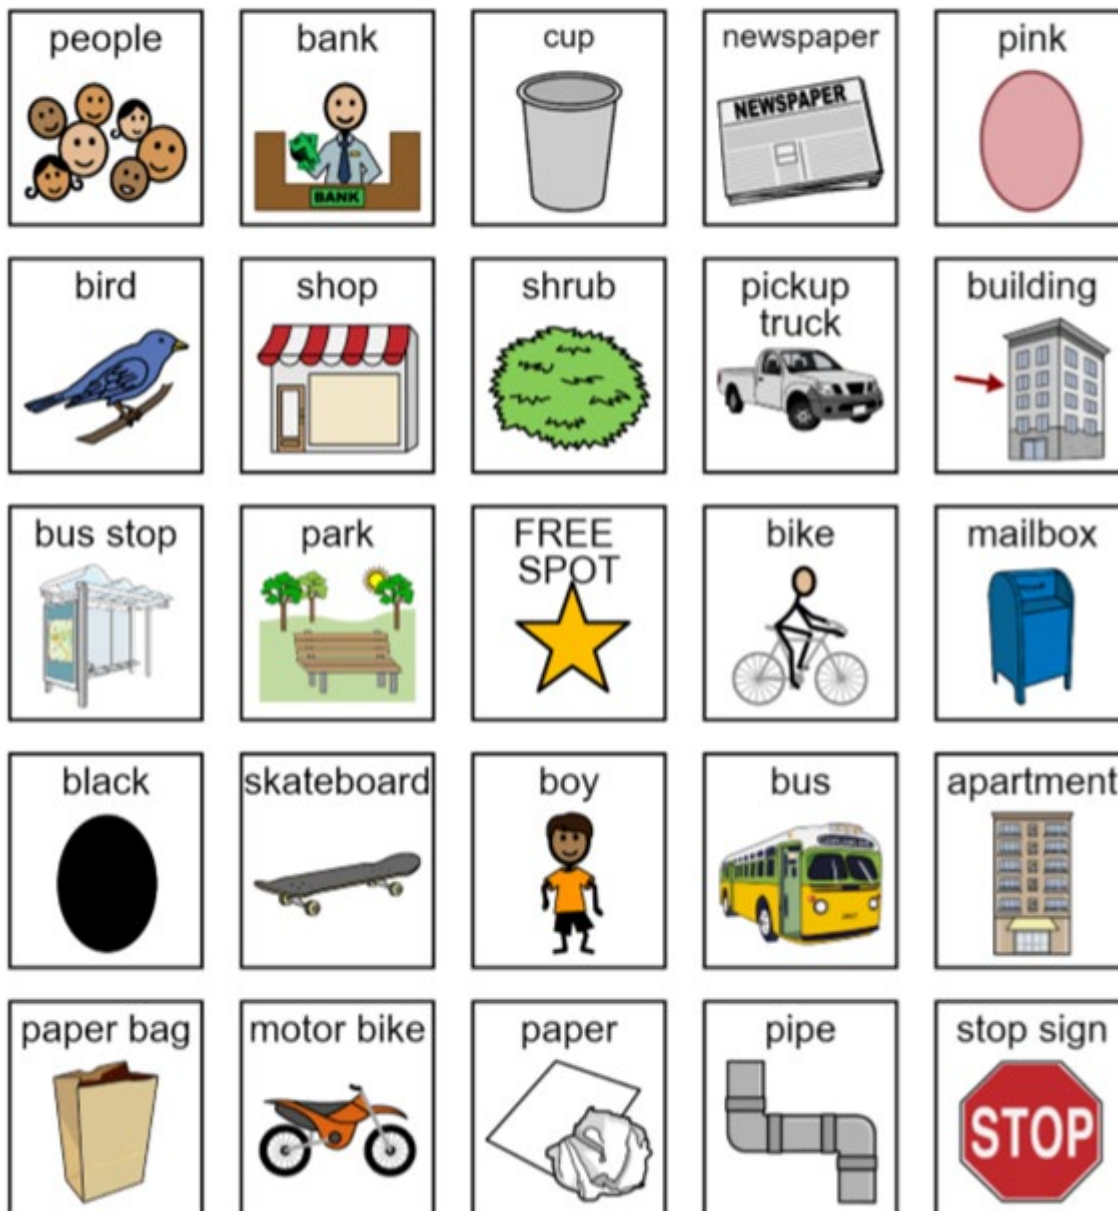 people
bank
BANK
cup
newspaper
NEWSPAPER
pink
bird
shop
shrub
pickup
truck
building
bus stop
park
FREE
SPOT
bike
mailbox
black
skateboard
boy
bus
apartment
paper bag
motor bike
paper
pipe
stop sign
STOP